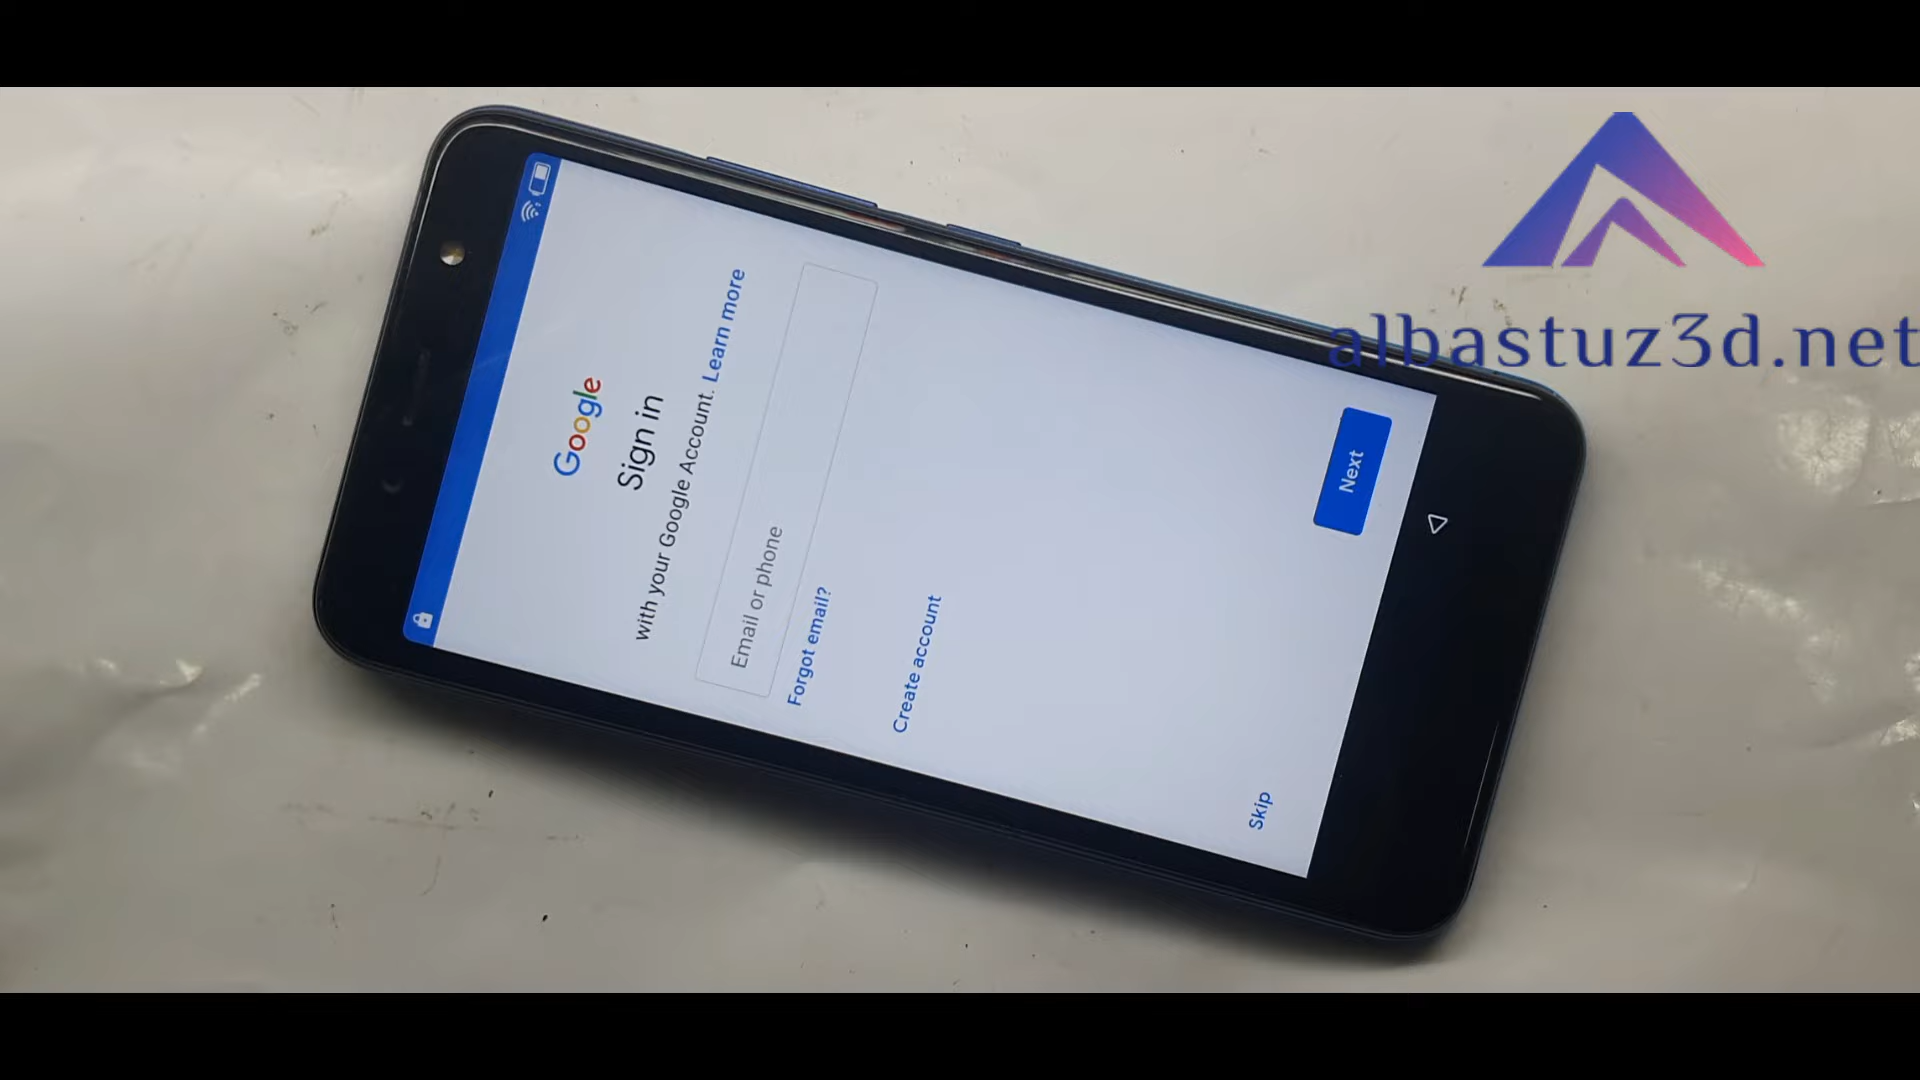 Google
Sign in
with your Google Account. Learn more
Email or phone
Forgot email?
Create account
Skip
Next
albastuz3d.net